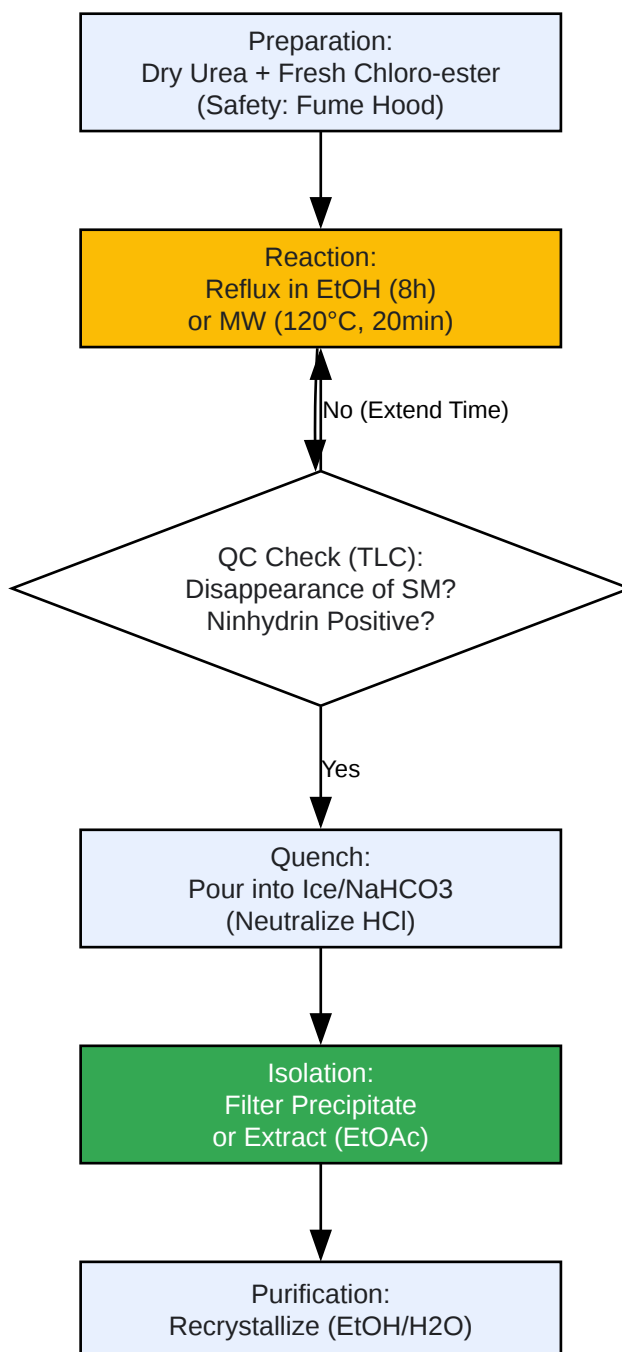 Preparation:
Dry Urea + Fresh Chloro-ester
(Safety: Fume Hood)
Reaction:
Reflux in EtOH (8h)
or MW (120°C, 20min)
No (Extend Time)
QC Check (TLC):
Disappearance of SM?
Ninhydrin Positive?
Yes
Quench:
Pour into Ice/NaHCO3
(Neutralize HCl)
Isolation:
Filter Precipitate
or Extract (EtOAc)
Purification:
Recrystallize (EtOH/H2O)